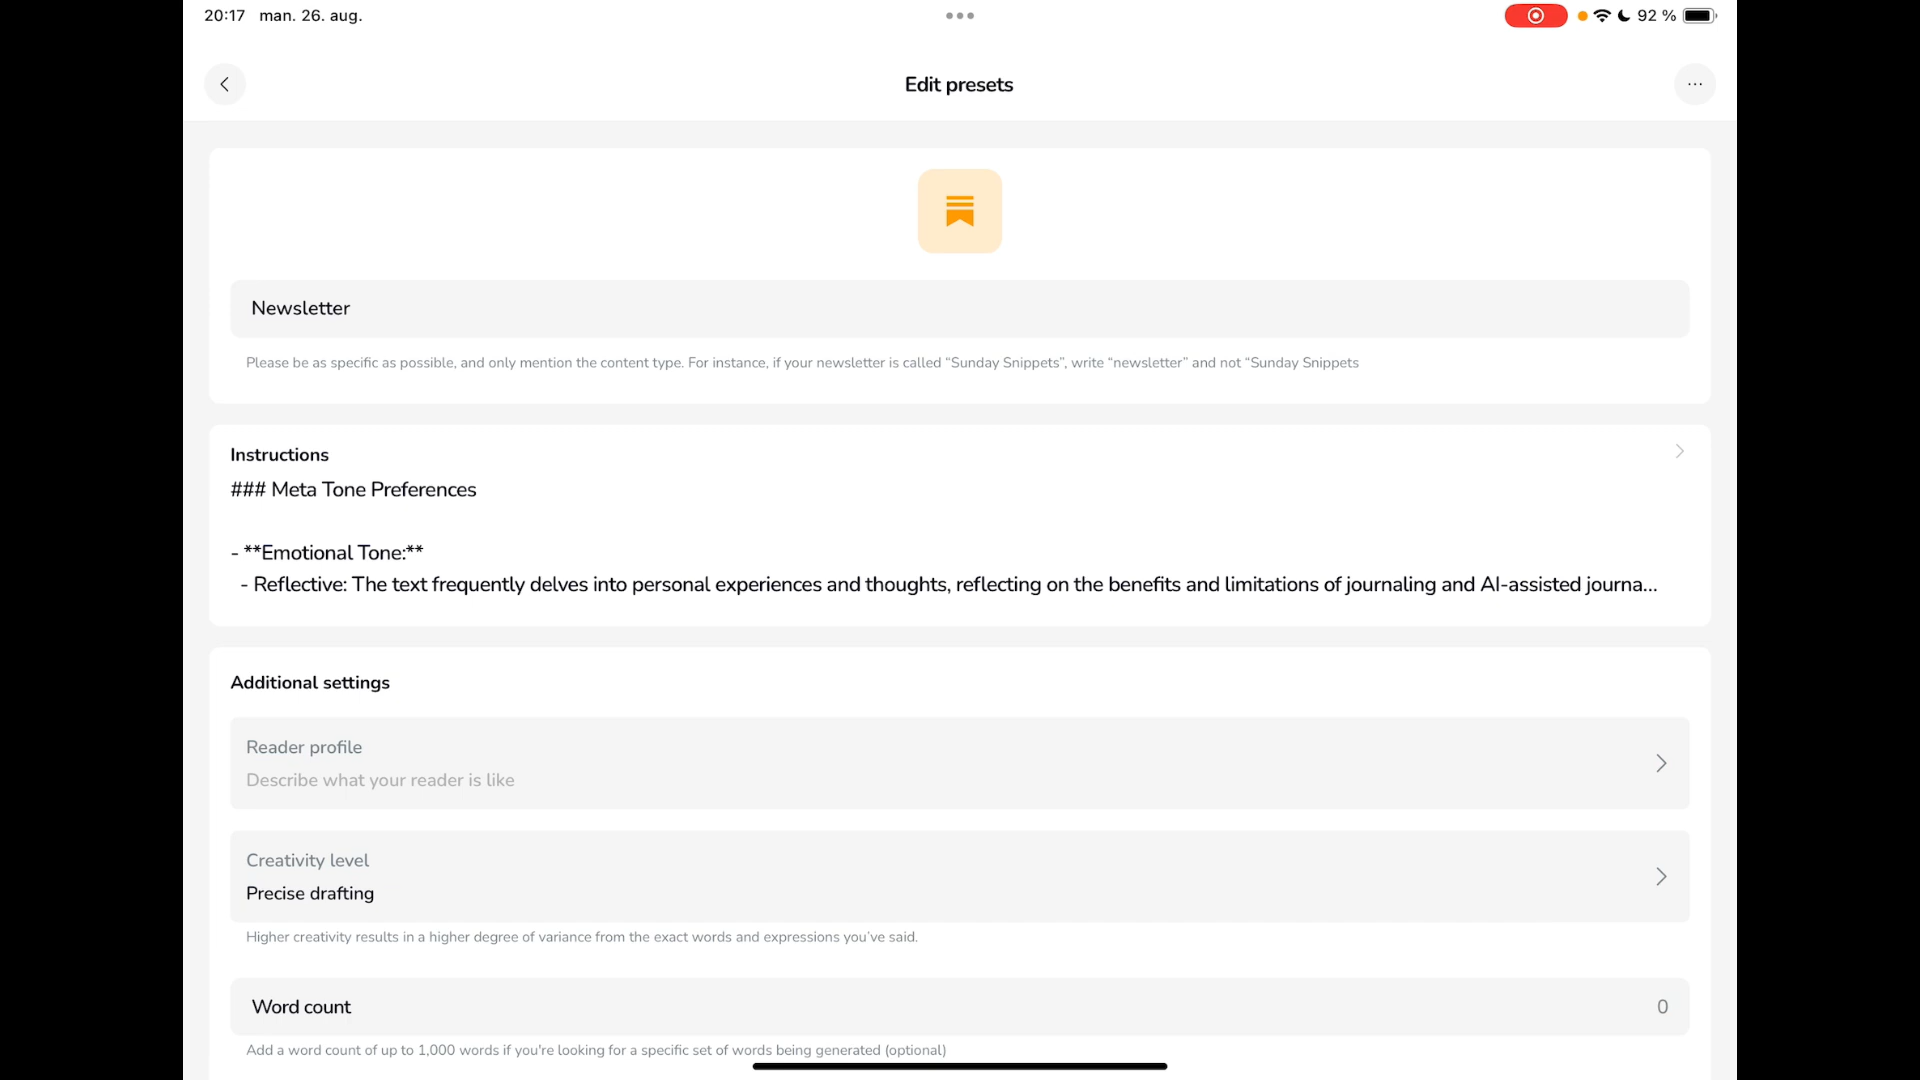 20:17 man. 26. aug.
92 %
Edit presets
Newsletter
Please be as specific as possible, and only mention the content type. For instance, if your newsletter is called “Sunday Snippets”, write “newsletter” and not “Sunday Snippets
Instructions
### Meta Tone Preferences
- **Emotional Tone:**
- Reflective: The text frequently delves into personal experiences and thoughts, reflecting on the benefits and limitations of journaling and AI-assisted journa...
Additional settings
Reader profile
Describe what your reader is like
Creativity level
Precise drafting
Higher creativity results in a higher degree of variance from the exact words and expressions you’ve said.
Word count 0
Add a word count of up to 1,000 words if you're looking for a specific set of words being generated (optional)